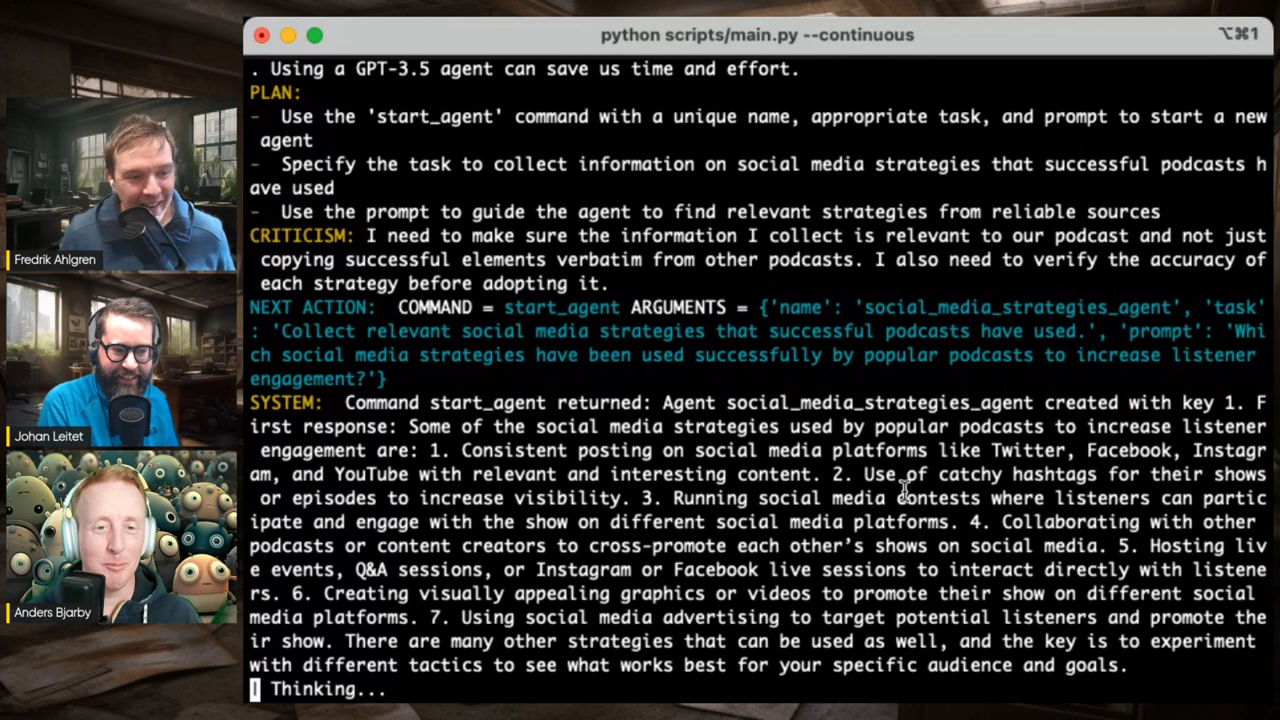 python scripts/main.py --continuous
⌥⌘1
. Using a GPT-3.5 agent can save us time and effort.
PLAN:
-  Use the 'start_agent' command with a unique name, appropriate task, and prompt to start a new
agent
-  Specify the task to collect information on social media strategies that successful podcasts h
ave used
-  Use the prompt to guide the agent to find relevant strategies from reliable sources
CRITICISM: I need to make sure the information I collect is relevant to our podcast and not just
copying successful elements verbatim from other podcasts. I also need to verify the accuracy of
each strategy before adopting it.
NEXT ACTION:  COMMAND = start_agent ARGUMENTS = {'name': 'social_media_strategies_agent', 'task'
: 'Collect relevant social media strategies that successful podcasts have used.', 'prompt': 'Whi
ch social media strategies have been used successfully by popular podcasts to increase listener
engagement?'}
SYSTEM:  Command start_agent returned: Agent social_media_strategies_agent created with key 1. F
irst response: Some of the social media strategies used by popular podcasts to increase listener
engagement are: 1. Consistent posting on social media platforms like Twitter, Facebook, Instagr
am, and YouTube with relevant and interesting content. 2. Use of catchy hashtags for their shows
or episodes to increase visibility. 3. Running social media contests where listeners can partic
ipate and engage with the show on different social media platforms. 4. Collaborating with other
podcasts or content creators to cross-promote each other's shows on social media. 5. Hosting liv
e events, Q&A sessions, or Instagram or Facebook live sessions to interact directly with listene
rs. 6. Creating visually appealing graphics or videos to promote their show on different social
media platforms. 7. Using social media advertising to target potential listeners and promote the
ir show. There are many other strategies that can be used as well, and the key is to experiment
with different tactics to see what works best for your specific audience and goals.
Thinking...
Fredrik Ahlgren
Johan Leitet
Anders Bjarby